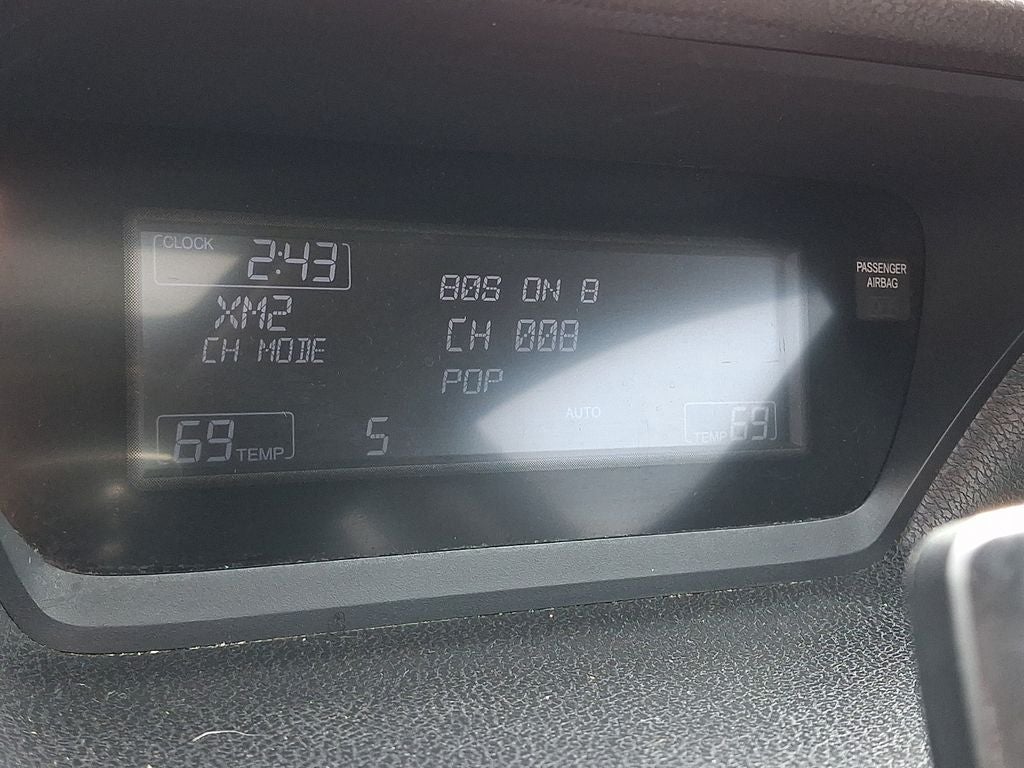 CLOCK 2:43
XM2
CH MODE
80S ON 8
CH 008
POP
69 TEMP
5
AUTO
TEMP 69
PASSENGER
AIRBAG